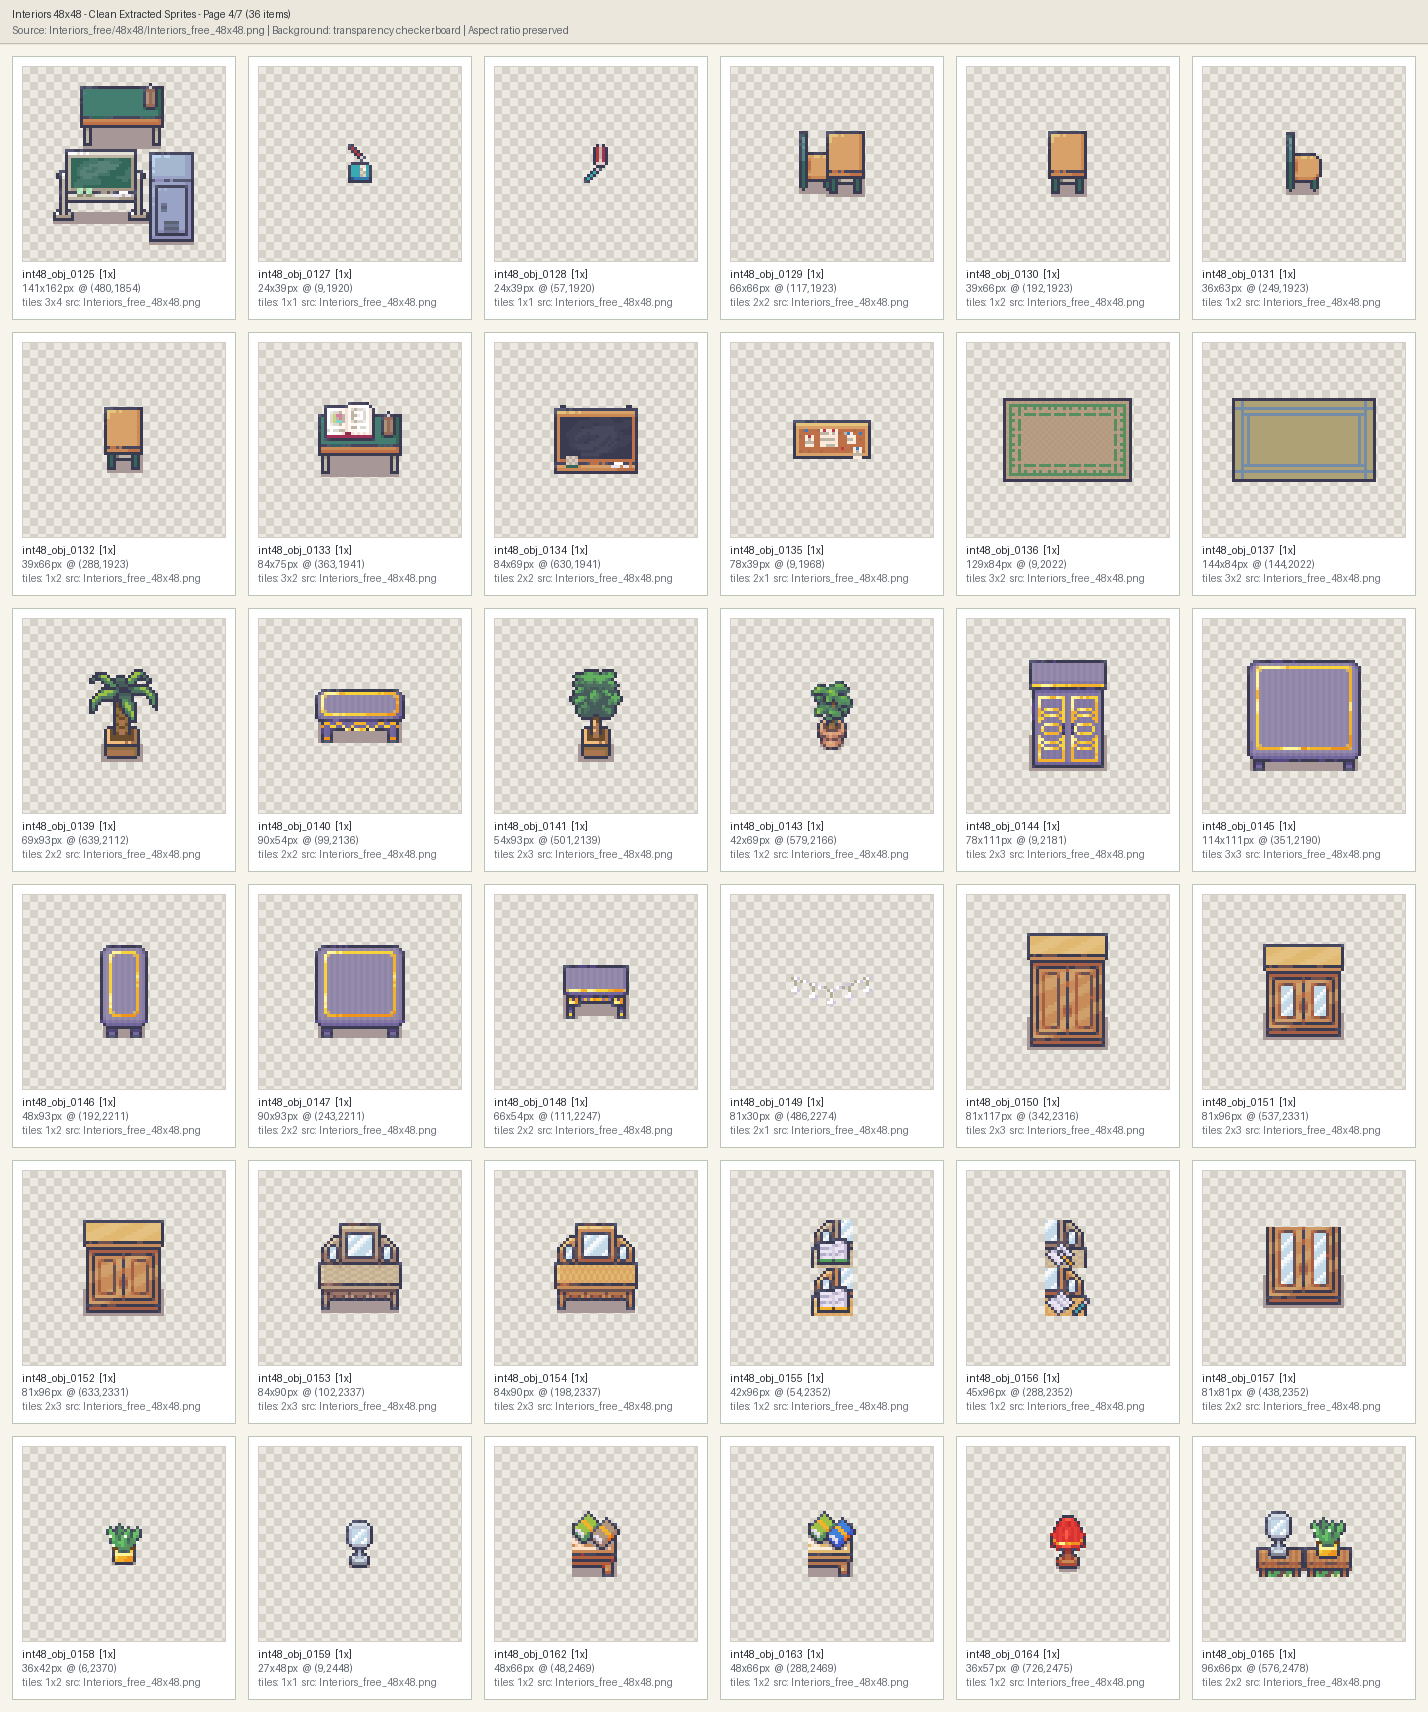 Interiors 48x48 - Clean Extracted Sprites - Page 4/7 (36 items)
Source: Interiors_free/48x48/Interiors_free_48x48.png | Background: transparency checkerboard | Aspect ratio preserved
int48_obj_0125 [1x]
141x162px @ (480,1854)
tiles: 3x4 src: Interiors_free_48x48.png
int48_obj_0127 [1x]
24x39px @ (9,1920)
tiles: 1x1 src: Interiors_free_48x48.png
int48_obj_0128 [1x]
24x39px @ (57,1920)
tiles: 1x1 src: Interiors_free_48x48.png
int48_obj_0129 [1x]
66x66px @ (117,1923)
tiles: 2x2 src: Interiors_free_48x48.png
int48_obj_0130 [1x]
39x66px @ (192,1923)
tiles: 1x2 src: Interiors_free_48x48.png
int48_obj_0131 [1x]
36x63px @ (249,1923)
tiles: 1x2 src: Interiors_free_48x48.png
int48_obj_0132 [1x]
39x66px @ (288,1923)
tiles: 1x2 src: Interiors_free_48x48.png
int48_obj_0133 [1x]
84x75px @ (363,1941)
tiles: 3x2 src: Interiors_free_48x48.png
int48_obj_0134 [1x]
84x69px @ (630,1941)
tiles: 2x2 src: Interiors_free_48x48.png
int48_obj_0135 [1x]
78x39px @ (9,1968)
tiles: 2x1 src: Interiors_free_48x48.png
int48_obj_0136 [1x]
129x84px @ (9,2022)
tiles: 3x2 src: Interiors_free_48x48.png
int48_obj_0137 [1x]
144x84px @ (144,2022)
tiles: 3x2 src: Interiors_free_48x48.png
int48_obj_0139 [1x]
69x93px @ (639,2112)
tiles: 2x2 src: Interiors_free_48x48.png
int48_obj_0140 [1x]
90x54px @ (99,2136)
tiles: 2x2 src: Interiors_free_48x48.png
int48_obj_0141 [1x]
54x93px @ (501,2139)
tiles: 2x3 src: Interiors_free_48x48.png
int48_obj_0143 [1x]
42x69px @ (579,2166)
tiles: 1x2 src: Interiors_free_48x48.png
int48_obj_0144 [1x]
78x111px @ (9,2181)
tiles: 2x3 src: Interiors_free_48x48.png
int48_obj_0145 [1x]
114x111px @ (351,2190)
tiles: 3x3 src: Interiors_free_48x48.png
int48_obj_0146 [1x]
48x93px @ (192,2211)
tiles: 1x2 src: Interiors_free_48x48.png
int48_obj_0147 [1x]
90x93px @ (243,2211)
tiles: 2x2 src: Interiors_free_48x48.png
int48_obj_0148 [1x]
66x54px @ (111,2247)
tiles: 2x2 src: Interiors_free_48x48.png
int48_obj_0149 [1x]
81x30px @ (486,2274)
tiles: 2x1 src: Interiors_free_48x48.png
int48_obj_0150 [1x]
81x117px @ (342,2316)
tiles: 2x3 src: Interiors_free_48x48.png
int48_obj_0151 [1x]
81x96px @ (537,2331)
tiles: 2x3 src: Interiors_free_48x48.png
int48_obj_0152 [1x]
81x96px @ (633,2331)
tiles: 2x3 src: Interiors_free_48x48.png
int48_obj_0153 [1x]
84x90px @ (102,2337)
tiles: 2x3 src: Interiors_free_48x48.png
int48_obj_0154 [1x]
84x90px @ (198,2337)
tiles: 2x3 src: Interiors_free_48x48.png
int48_obj_0155 [1x]
42x96px @ (54,2352)
tiles: 1x2 src: Interiors_free_48x48.png
int48_obj_0156 [1x]
45x96px @ (288,2352)
tiles: 1x2 src: Interiors_free_48x48.png
int48_obj_0157 [1x]
81x81px @ (438,2352)
tiles: 2x2 src: Interiors_free_48x48.png
int48_obj_0158 [1x]
36x42px @ (6,2370)
tiles: 1x2 src: Interiors_free_48x48.png
int48_obj_0159 [1x]
27x48px @ (9,2448)
tiles: 1x1 src: Interiors_free_48x48.png
int48_obj_0162 [1x]
48x66px @ (48,2469)
tiles: 1x2 src: Interiors_free_48x48.png
int48_obj_0163 [1x]
48x66px @ (288,2469)
tiles: 1x2 src: Interiors_free_48x48.png
int48_obj_0164 [1x]
36x57px @ (726,2475)
tiles: 1x2 src: Interiors_free_48x48.png
int48_obj_0165 [1x]
96x66px @ (576,2478)
tiles: 2x2 src: Interiors_free_48x48.png